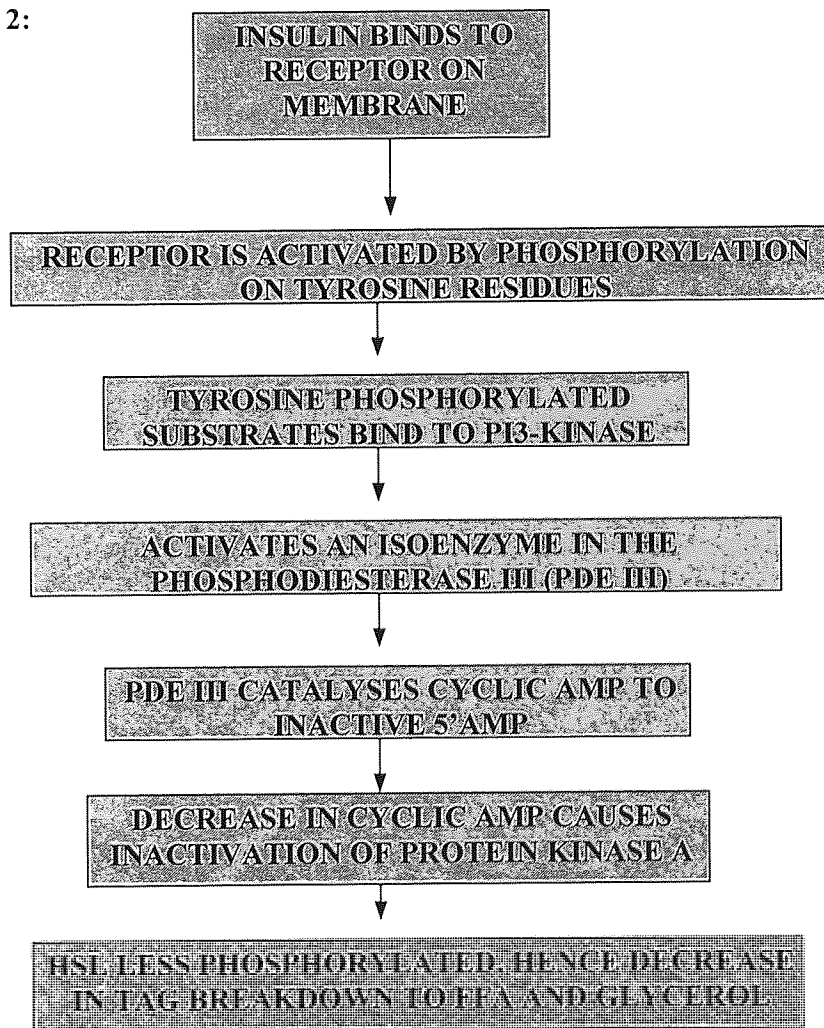 2:
INSULIN BINDS TO
RECEPTOR ON
MEMBRANE
RECEPTOR IS ACTIVATED BY PHOSPHORYLATION
ON TYROSINE RESIDUES
TYROSINE PHOSPHORYLATED
SUBSTRATES BIND TO PI3-KINASE
ACTIVATES AN ISOENZYME IN THE
PHOSPHODIESTERASE III (PDE III)
PDE III CATALYSES CYCLIC AMP TO
INACTIVE 5'AMP
DECREASE IN CYCLIC AMP CAUSES
INACTIVATION OF PROTEIN KINASE A
HSL LESS PHOSPHORYLATED, HENCE DECREASE
IN TAG BREAKDOWN TO FFA AND GLYCEROL